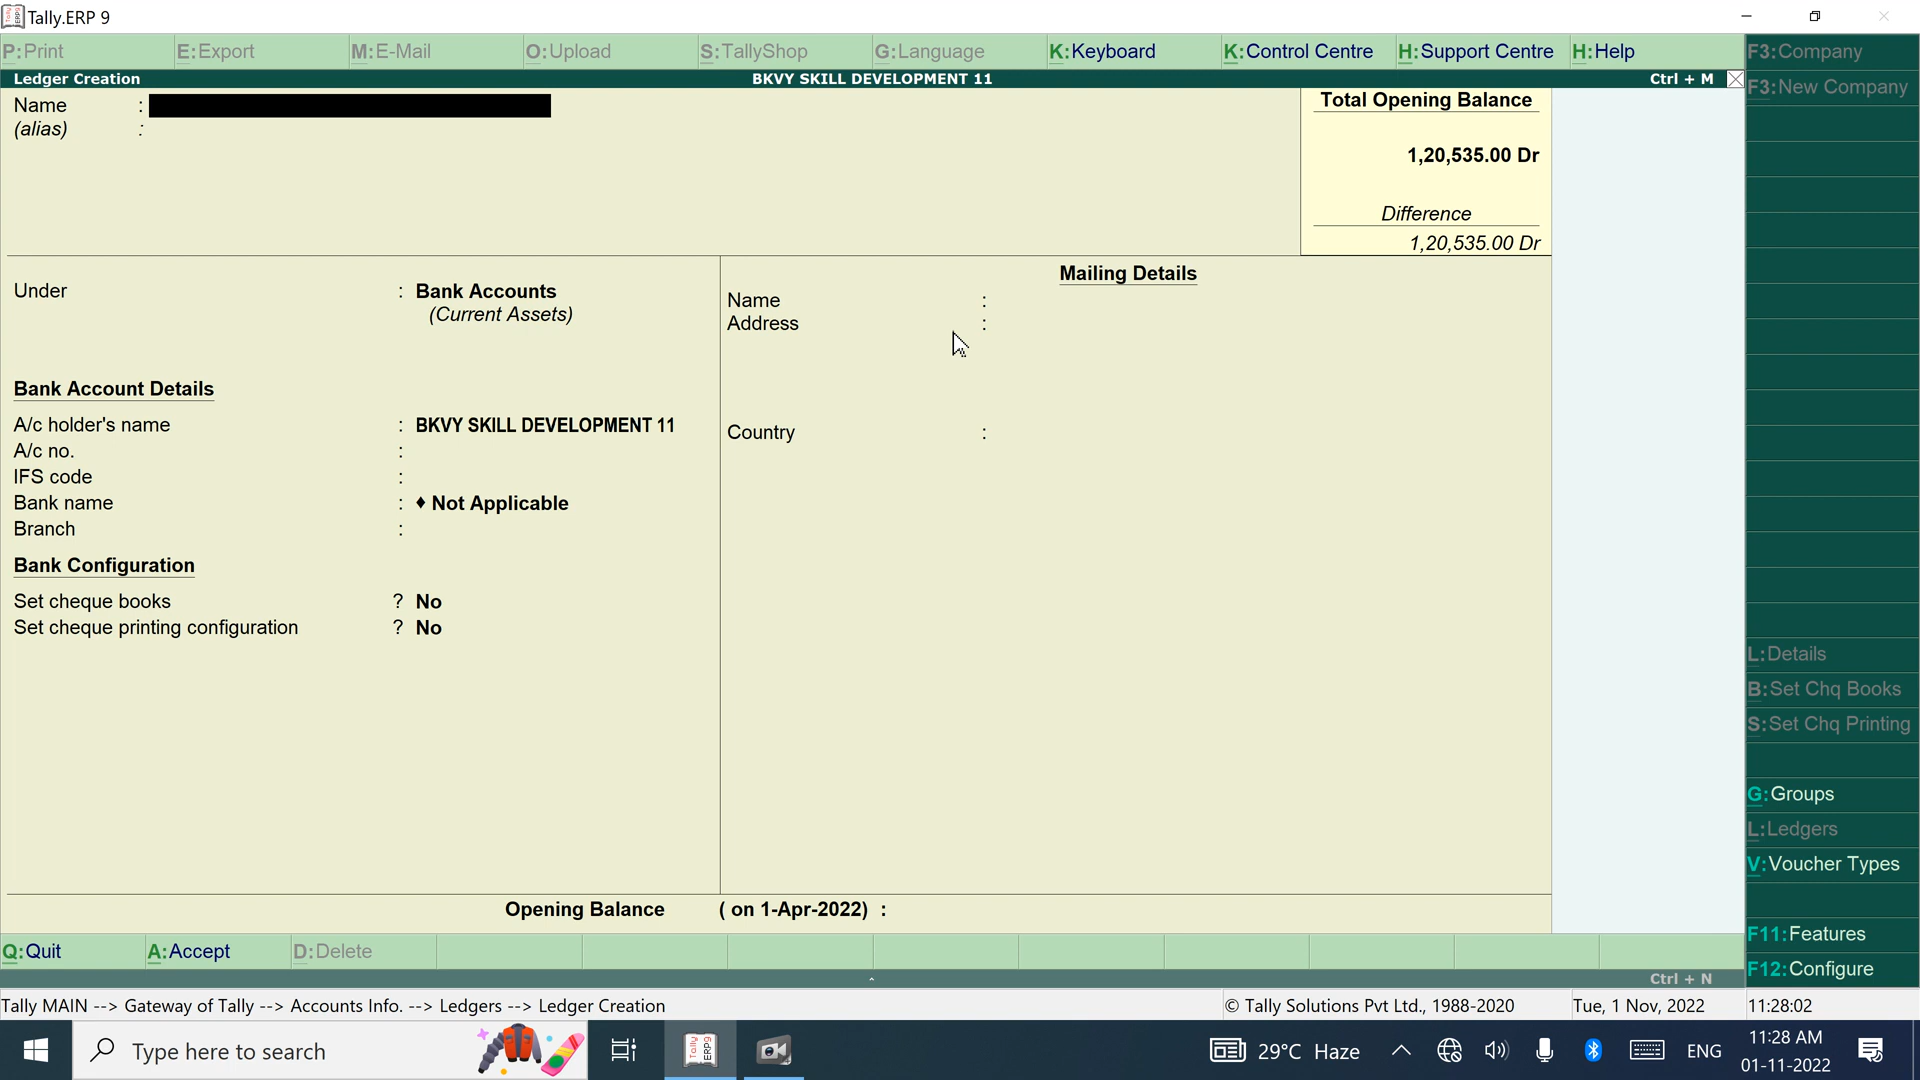 Tally.ERP 9
P:Print E:Export M:E-Mail O:Upload S:TallyShop G:Language K:Keyboard K:Control Centre H:Support Centre H:Help
Ledger Creation BKVY SKILL DEVELOPMENT 11 Ctrl + M
Name :
(alias) :
Total Opening Balance
1,20,535.00 Dr
Difference
1,20,535.00 Dr
Under : Bank Accounts
(Current Assets)
Bank Account Details
A/c holder's name : BKVY SKILL DEVELOPMENT 11
A/c no. :
IFS code :
Bank name : ♦ Not Applicable
Branch :
Bank Configuration
Set cheque books ? No
Set cheque printing configuration ? No
Mailing Details
Name :
Address :
Country :
Opening Balance ( on 1-Apr-2022) :
F3:Company
F3:New Company
L:Details
B:Set Chq Books
S:Set Chq Printing
G:Groups
L:Ledgers
V:Voucher Types
F11:Features
F12:Configure
Q:Quit A:Accept D:Delete
Ctrl + N
Tally MAIN --> Gateway of Tally --> Accounts Info. --> Ledgers --> Ledger Creation © Tally Solutions Pvt Ltd., 1988-2020 Tue, 1 Nov, 2022 11:28:02
Type here to search
Tally
ERP9
29°C Haze
ENG
11:28 AM
01-11-2022